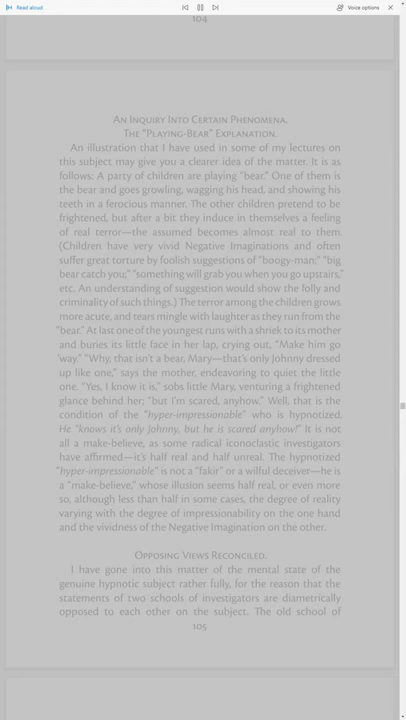 Read aloud
Voice options
104
An Inquiry Into Certain Phenomena.
The “Playing-Bear” Explanation.
An illustration that I have used in some of my lectures on
this subject may give you a clearer idea of the matter. It is as
follows: A party of children are playing “bear.” One of them is
the bear and goes growling, wagging his head, and showing his
teeth in a ferocious manner. The other children pretend to be
frightened, but after a bit they induce in themselves a feeling
of real terror—the assumed becomes almost real to them.
(Children have very vivid Negative Imaginations and often
suffer great torture by foolish suggestions of “boogy-man;” “big
bear catch you;” “something will grab you when you go upstairs,”
etc. An understanding of suggestion would show the folly and
criminality of such things.) The terror among the children grows
more acute, and tears mingle with laughter as they run from the
“bear.” At last one of the youngest runs with a shriek to its mother
and buries its little face in her lap, crying out, “Make him go
’way.” “Why, that isn’t a bear, Mary—that’s only Johnny dressed
up like one,” says the mother, endeavoring to quiet the little
one. “Yes, I know it is,” sobs little Mary, venturing a frightened
glance behind her; “but I’m scared, anyhow.” Well, that is the
condition of the “hyper-impressionable” who is hypnotized.
He “knows it’s only Johnny, but he is scared anyhow!” It is not
all a make-believe, as some radical iconoclastic investigators
have affirmed—it’s half real and half unreal. The hypnotized
“hyper-impressionable” is not a “fakir” or a wilful deceiver—he is
a “make-believe,” whose illusion seems half real, or even more
so, although less than half in some cases, the degree of reality
varying with the degree of impressionability on the one hand
and the vividness of the Negative Imagination on the other.
Opposing Views Reconciled.
I have gone into this matter of the mental state of the
genuine hypnotic subject rather fully, for the reason that the
statements of two schools of investigators are diametrically
opposed to each other on the subject. The old school of
105